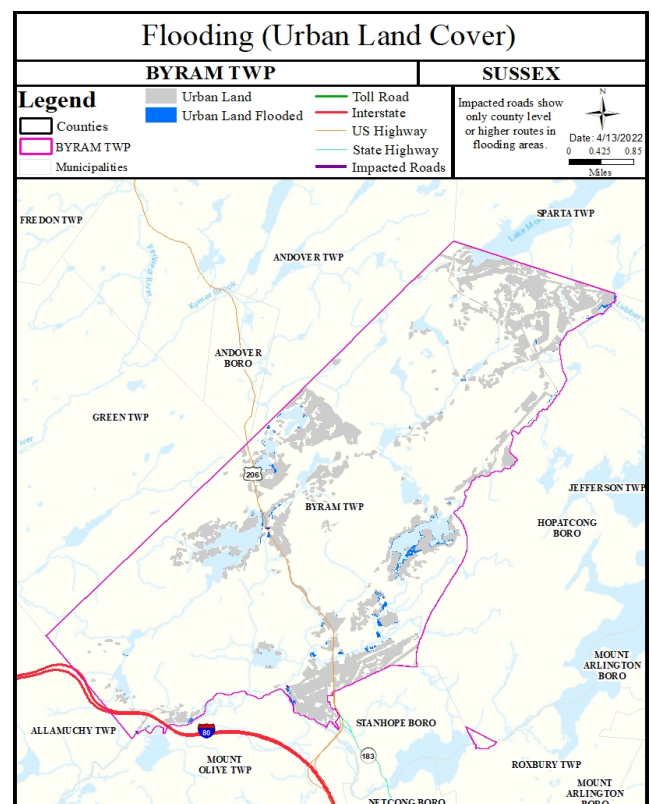 Flooding (Urban Land Cover)
BYRAM TWP
SUSSEX
Legend
Counties
BYRAM TWP
Municipalities
Urban Land
Urban Land Flooded
Toll Road
Interstate
US Highway
State Highway
Impacted Roads
Impacted roads show
only county level
or higher routes in
flooding areas.
N
Date: 4/13/2022
0 0.425 0.85
Miles
FREDON TWP
SPARTA TWP
ANDOVER TWP
Kymer Brook
Lubbers
ANDOVER
BORO
GREEN TWP
206
BYRAM TWP
JEFFERSON TWP
HOPATCONG
BORO
MOUNT
ARLINGTON
BORO
ALLAMUCHY TWP
80
STANHOPE BORO
183
MOUNT
OLIVE TWP
ROXBURY TWP
MOUNT
ARLINGTON
BORO
NETCONG BORO